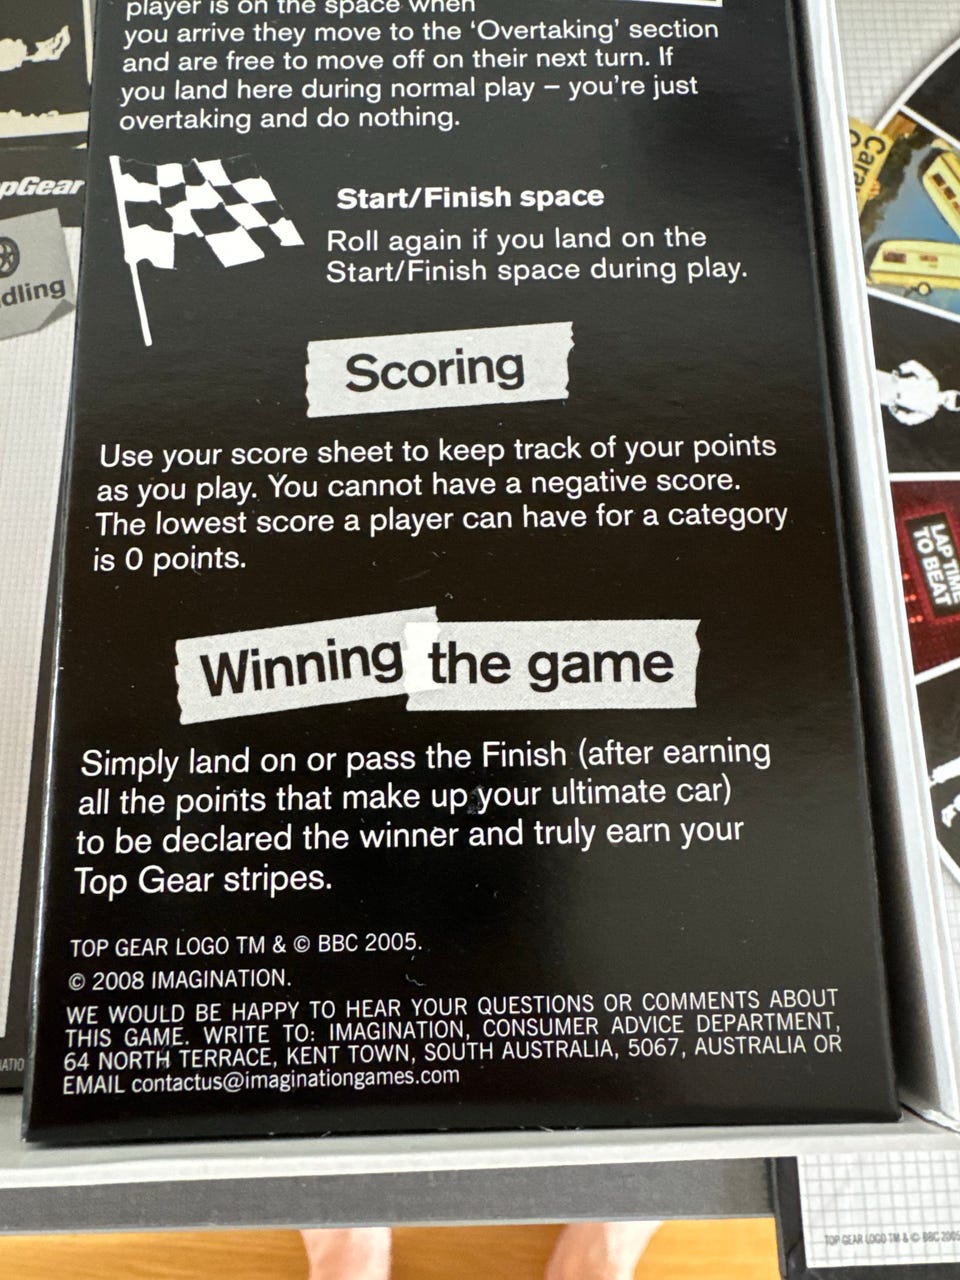 player is on the space when
you arrive they move to the ‘Overtaking’ section
and are free to move off on their next turn. If
you land here during normal play – you’re just
overtaking and do nothing.
Start/Finish space
Roll again if you land on the
Start/Finish space during play.
Scoring
Use your score sheet to keep track of your points
as you play. You cannot have a negative score.
The lowest score a player can have for a category
is 0 points.
Winning the game
Simply land on or pass the Finish (after earning
all the points that make up your ultimate car)
to be declared the winner and truly earn your
Top Gear stripes.
TOP GEAR LOGO TM & © BBC 2005.
© 2008 IMAGINATION.
WE WOULD BE HAPPY TO HEAR YOUR QUESTIONS OR COMMENTS ABOUT
THIS GAME. WRITE TO: IMAGINATION, CONSUMER ADVICE DEPARTMENT,
64 NORTH TERRACE, KENT TOWN, SOUTH AUSTRALIA, 5067, AUSTRALIA OR
EMAIL contactus@imaginationgames.com
pGear
dling
LAP TIME
TO BEAT
TOP GEAR LOGO TM & © BBC 2005